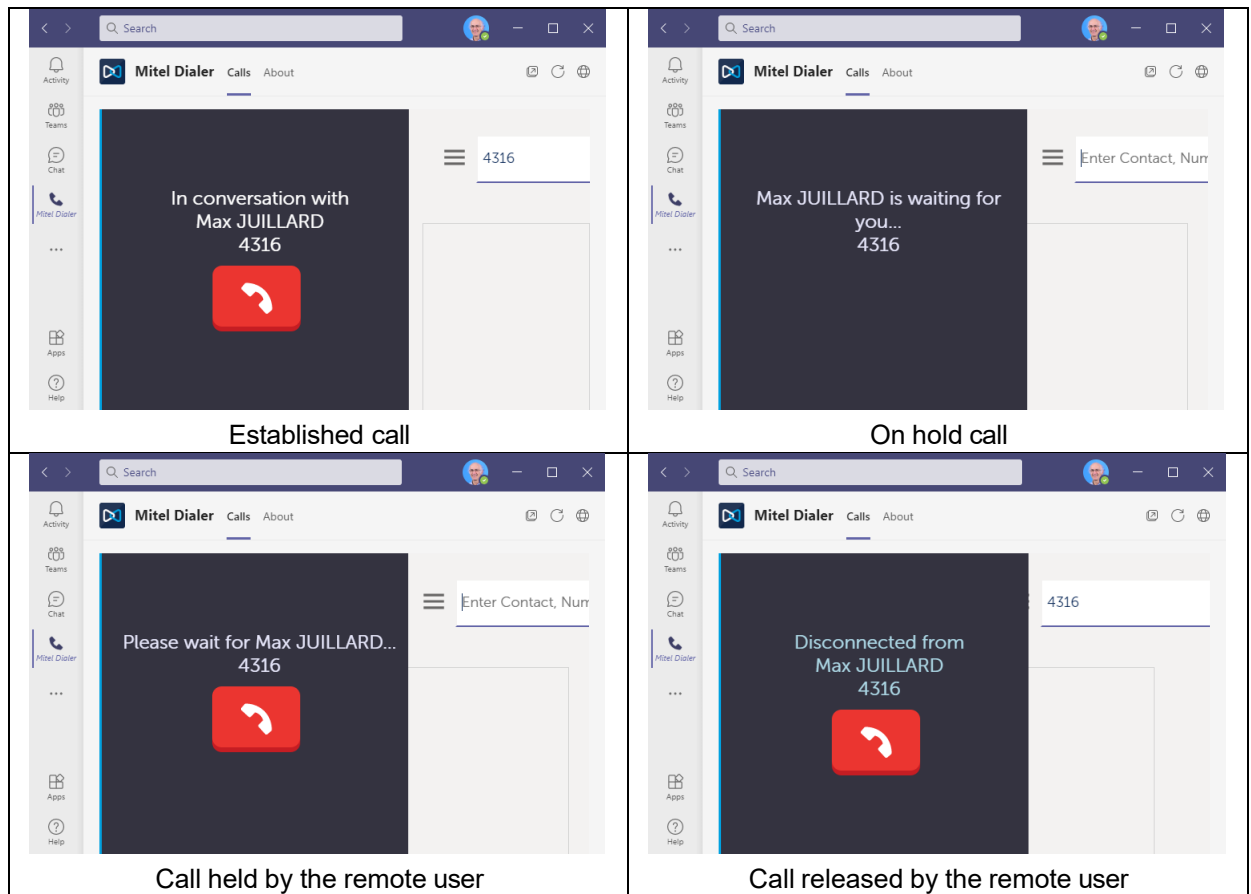 Search
Activity
Mitel Dialer Calls About
Teams
Chat
4316
Mitel Dialer
In conversation with
Max JUILLARD
4316
...
Apps
Help
Established call
Search
Activity
Mitel Dialer Calls About
Teams
Chat
Enter Contact, Num
Mitel Dialer
Max JUILLARD is waiting for
you...
4316
...
Apps
Help
On hold call
Search
Activity
Mitel Dialer Calls About
Teams
Chat
Enter Contact, Num
Mitel Dialer
Please wait for Max JUILLARD...
4316
...
Apps
Help
Call held by the remote user
Search
Activity
Mitel Dialer Calls About
Teams
Chat
4316
Mitel Dialer
Disconnected from
Max JUILLARD
4316
...
Apps
Help
Call released by the remote user